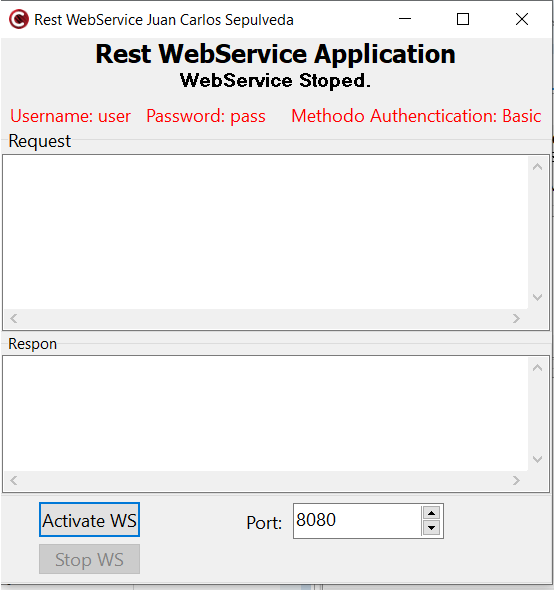 Rest WebService Juan Carlos Sepulveda
Rest WebService Application
WebService Stoped.
Username: user Password: pass Methodo Authenctication: Basic
Request
Respon
Activate WS Port: 8080
Stop WS